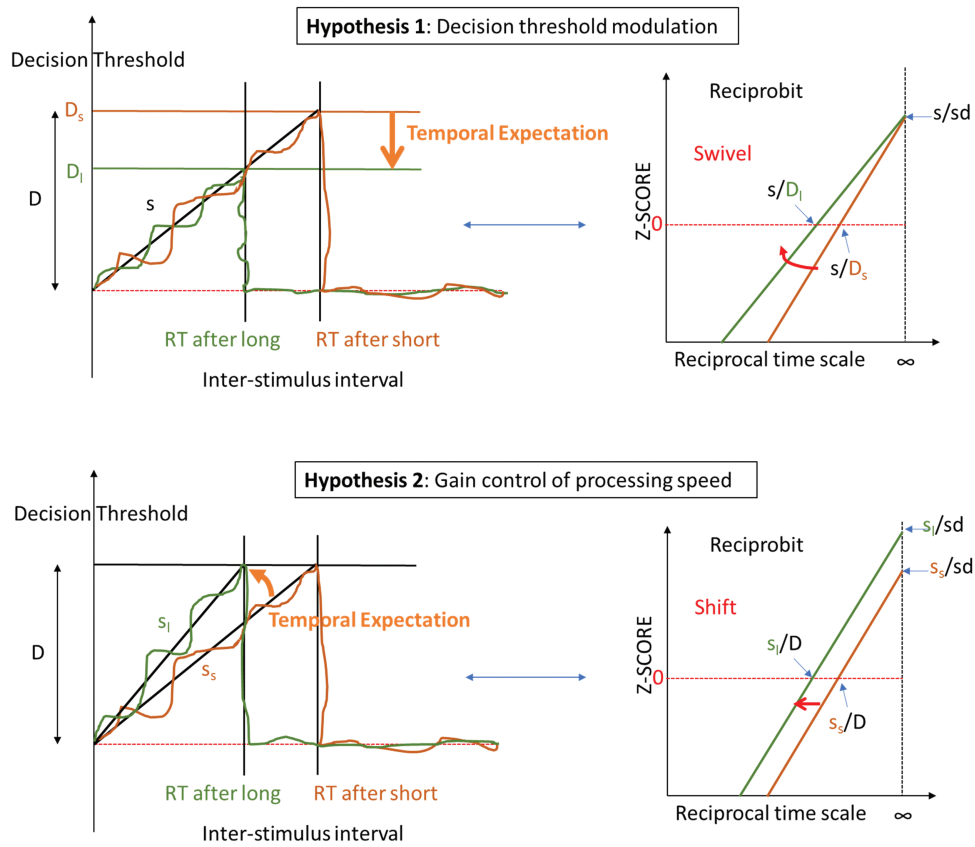 Hypothesis 1: Decision threshold modulation
Decision Threshold
Dₛ
Temporal Expectation
Dₗ
D
s
RT after long
RT after short
Inter-stimulus interval
Reciprobit
s/sd
Swivel
s/Dₗ
Z-SCORE
0
s/Dₛ
Reciprocal time scale
∞
Hypothesis 2: Gain control of processing speed
Decision Threshold
Temporal Expectation
sₗ
D
sₛ
RT after long
RT after short
Inter-stimulus interval
sₗ/sd
Reciprobit
sₛ/sd
Shift
sₗ/D
Z-SCORE
0
sₛ/D
Reciprocal time scale
∞